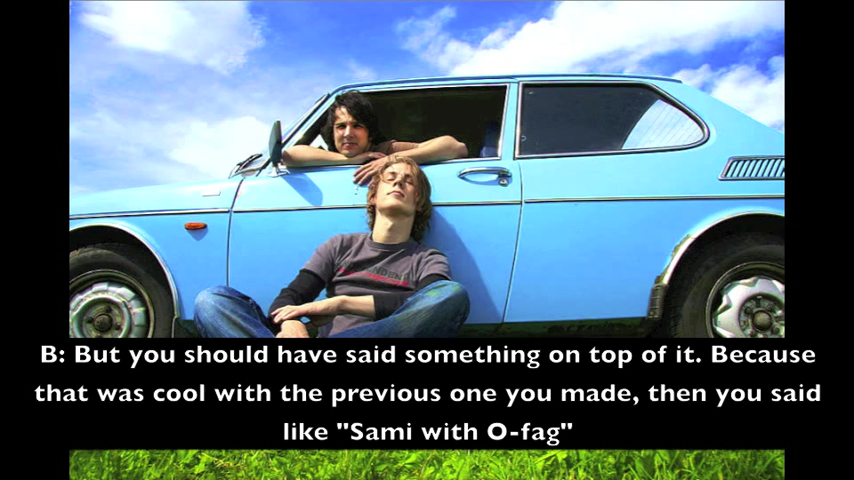 B: But you should have said something on top of it. Because
that was cool with the previous one you made, then you said
like "Sami with O-fag"